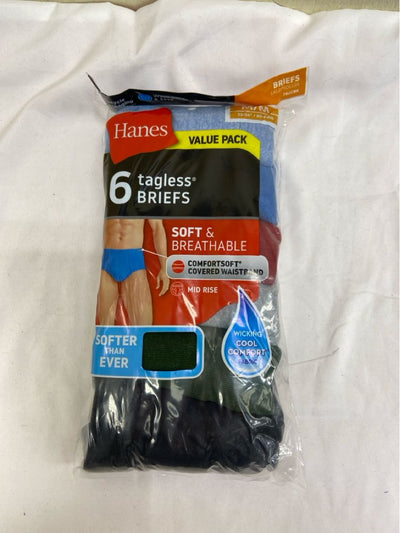 BRIEFS
Hanes
VALUE PACK
6 tagless®
BRIEFS
SOFT &
BREATHABLE
COMFORTSOFT®
COVERED WAISTBAND
MID RISE
SOFTER
THAN
EVER
WICKING
COOL
COMFORT
FABRIC